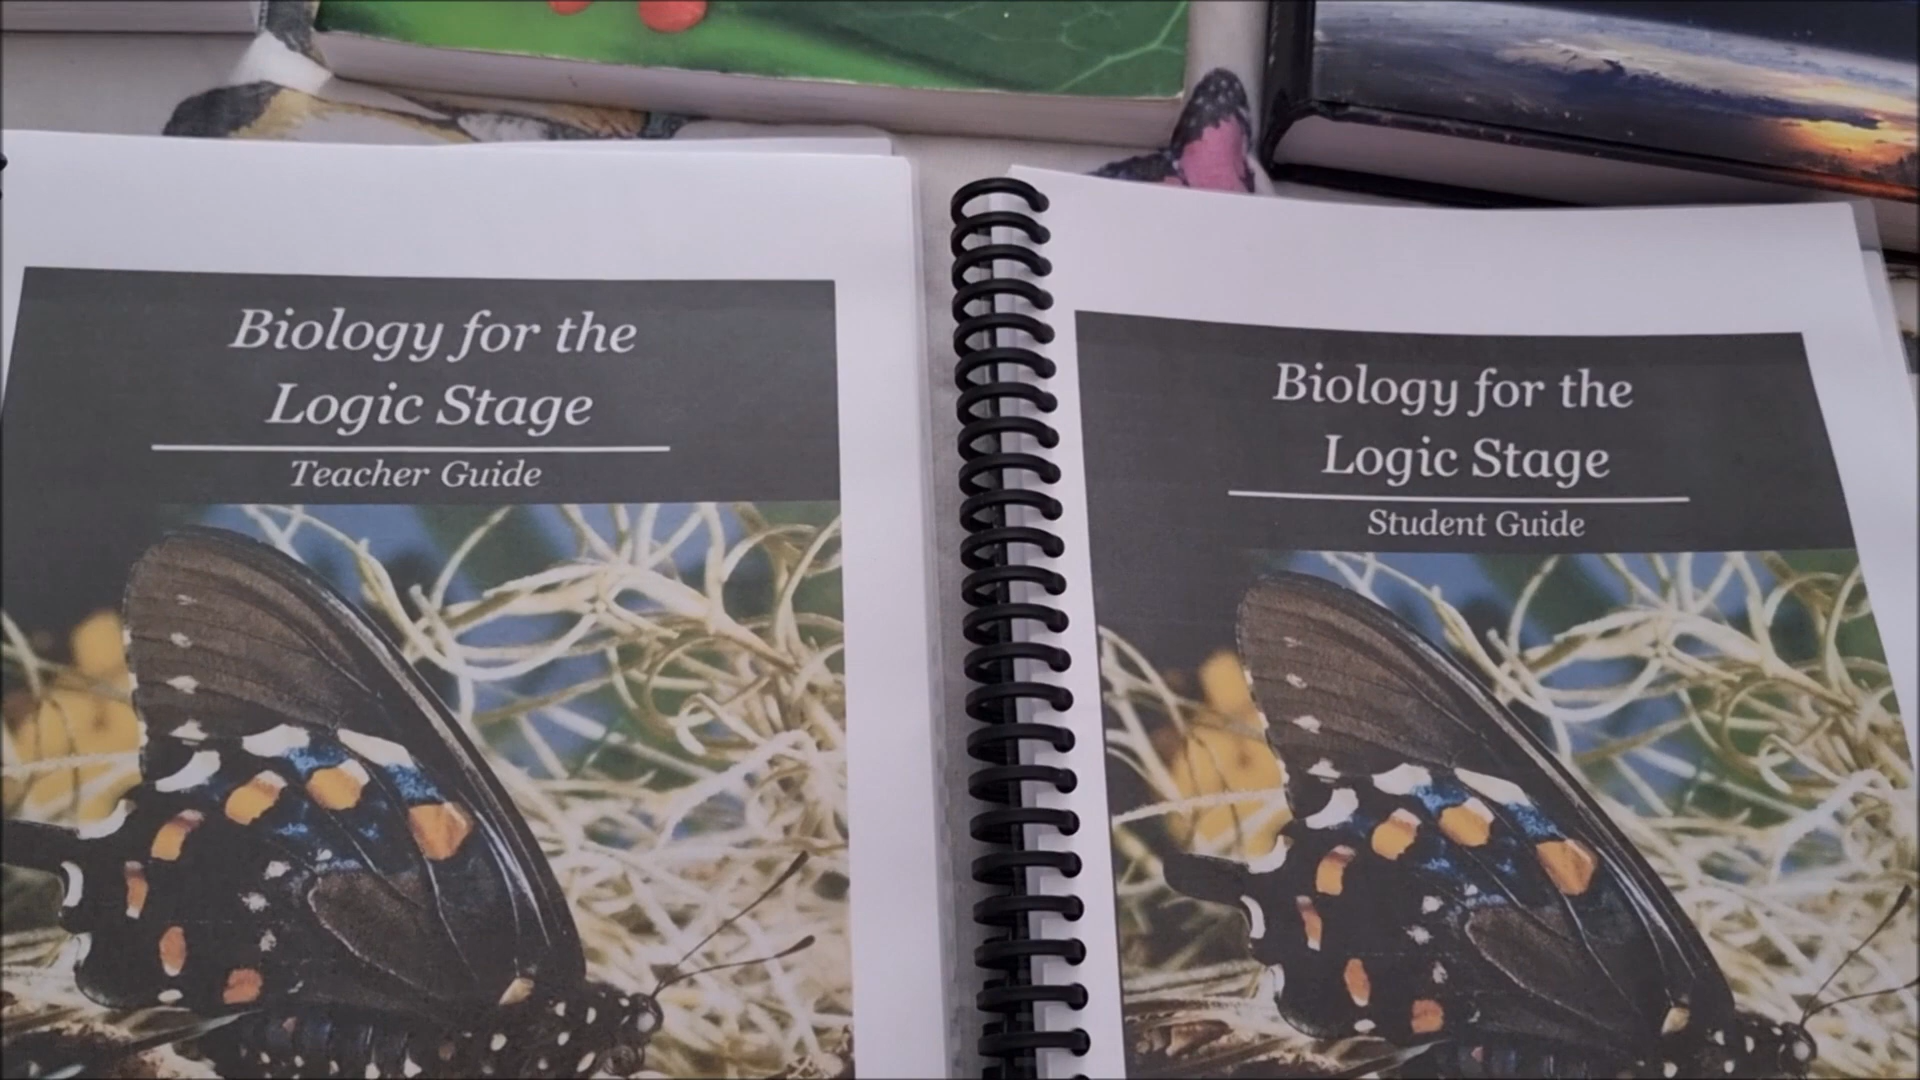 Biology for the
Logic Stage
Teacher Guide
Biology for the
Logic Stage
Student Guide